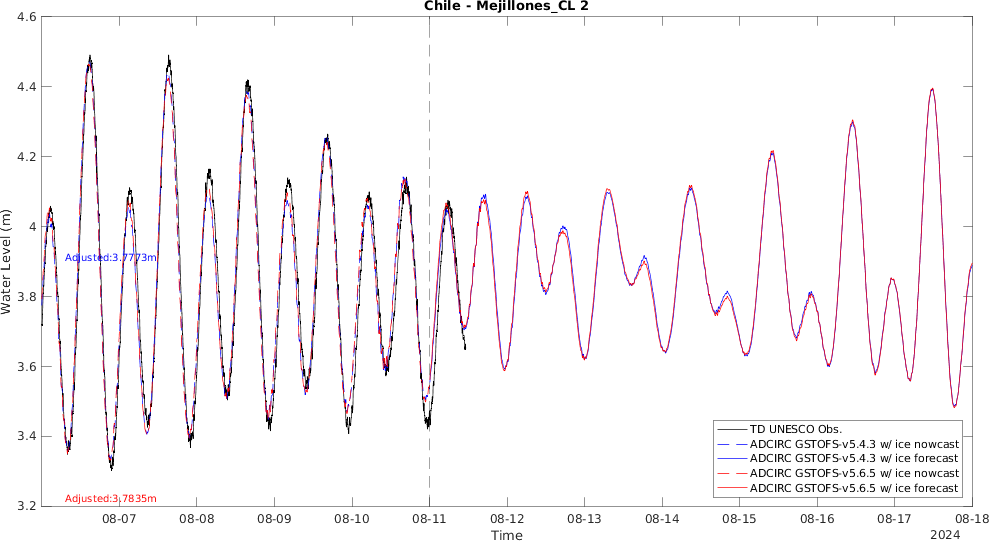 Chile - Mejillones_CL 2
4.6
4.4
4.2
4
3.8
3.6
3.4
3.2
Water Level (m)
Adjusted:3.7773m
Adjusted:3.7835m
TD UNESCO Obs.
ADCIRC GSTOFS-v5.4.3 w/ ice nowcast
ADCIRC GSTOFS-v5.4.3 w/ ice forecast
ADCIRC GSTOFS-v5.6.5 w/ ice nowcast
ADCIRC GSTOFS-v5.6.5 w/ ice forecast
08-07 08-08 08-09 08-10 08-11 08-12 08-13 08-14 08-15 08-16 08-17 08-18
Time
2024